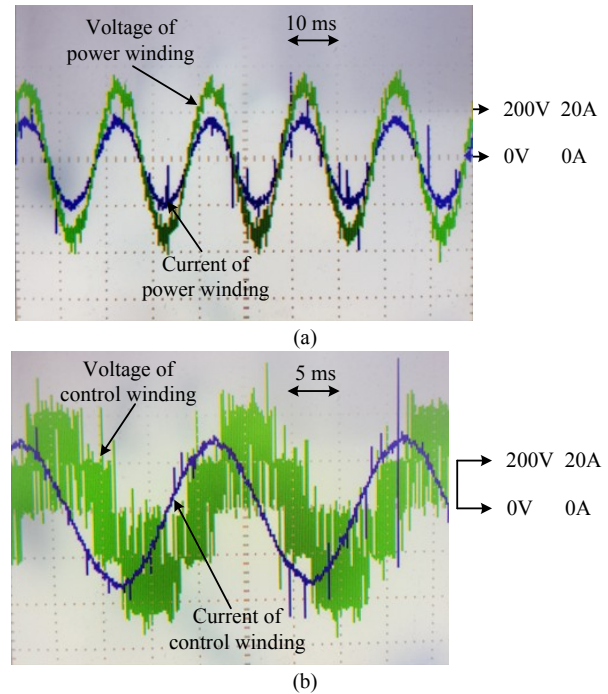 Voltage of
power winding
10 ms
200V 20A
0V 0A
Current of
power winding
(a)
Voltage of
control winding
5 ms
200V 20A
0V 0A
Current of
control winding
(b)